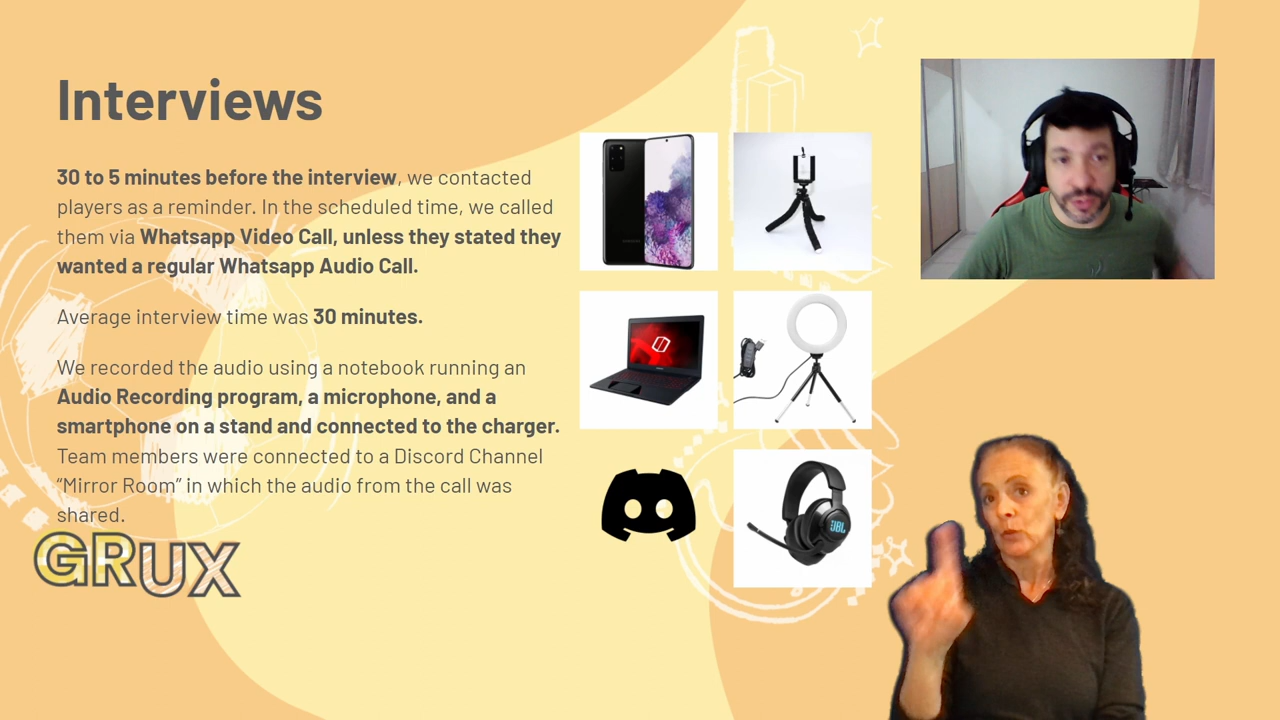 Interviews
30 to 5 minutes before the interview, we contacted
players as a reminder. In the scheduled time, we called
them via Whatsapp Video Call, unless they stated they
wanted a regular Whatsapp Audio Call.
Average interview time was 30 minutes.
We recorded the audio using a notebook running an
Audio Recording program, a microphone, and a
smartphone on a stand and connected to the charger.
Team members were connected to a Discord Channel
“Mirror Room” in which the audio from the call was
shared.
GRUX
JBL